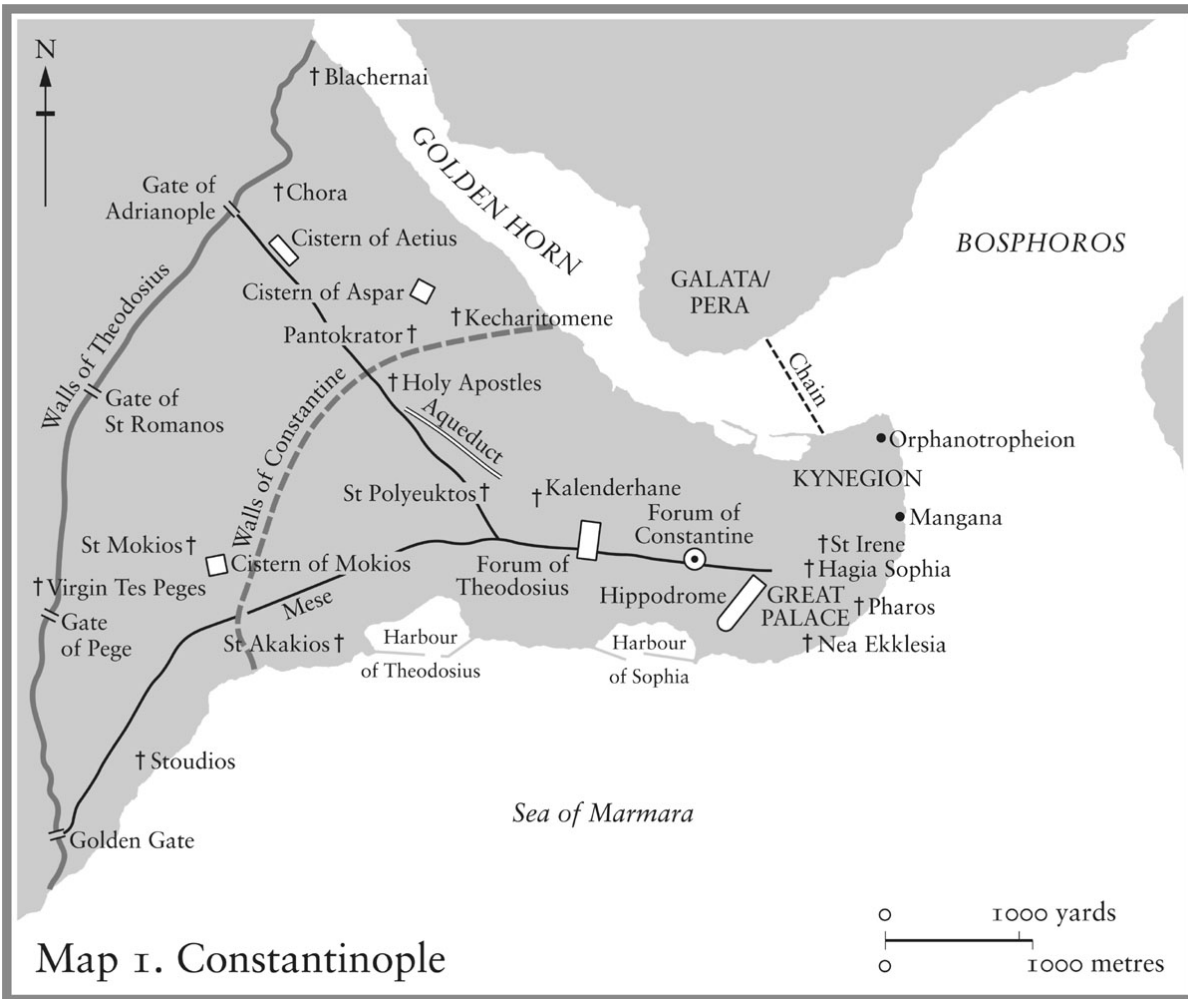 N
† Blachernai
GOLDEN HORN
Gate of
Adrianople
† Chora
Cistern of Aetius
BOSPHOROS
Cistern of Aspar
GALATA/
PERA
† Kecharitomene
Pantokrator †
Walls of Theodosius
Chain
Gate of
St Romanos
† Holy Apostles
Aqueduct
Walls of Constantine
Orphanotropheion
KYNEGION
St Polyeuktos †
† Kalenderhane
Forum of
Constantine
Mangana
St Mokios †
Cistern of Mokios
† St Irene
† Hagia Sophia
† Virgin Tes Peges
Forum of
Theodosius
Hippodrome
GREAT
PALACE
† Pharos
Mese
Gate
of Pege
St Akakios †
Harbour
of Theodosius
Harbour
of Sophia
† Nea Ekklesia
† Stoudios
Sea of Marmara
Golden Gate
0 1000 yards
0 1000 metres
Map 1. Constantinople